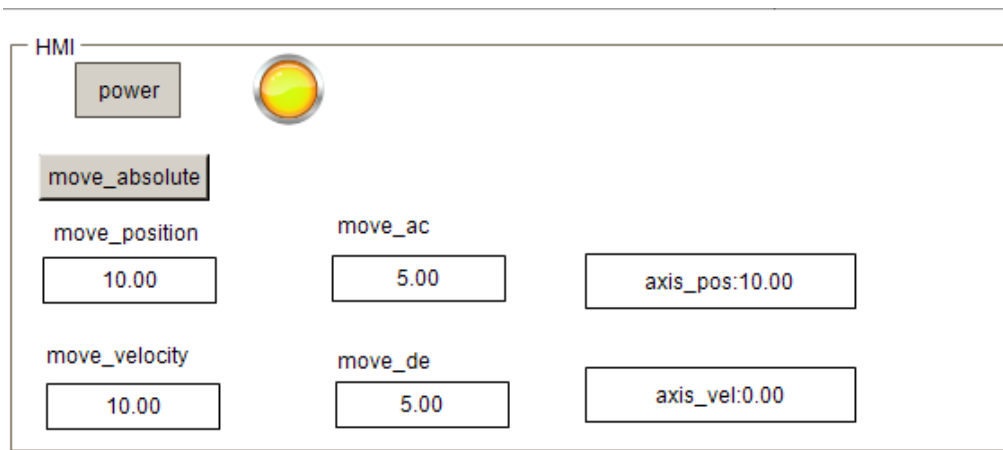 HMI
power
move_absolute
move_position
move_ac
10.00
5.00
axis_pos:10.00
move_velocity
move_de
10.00
5.00
axis_vel:0.00